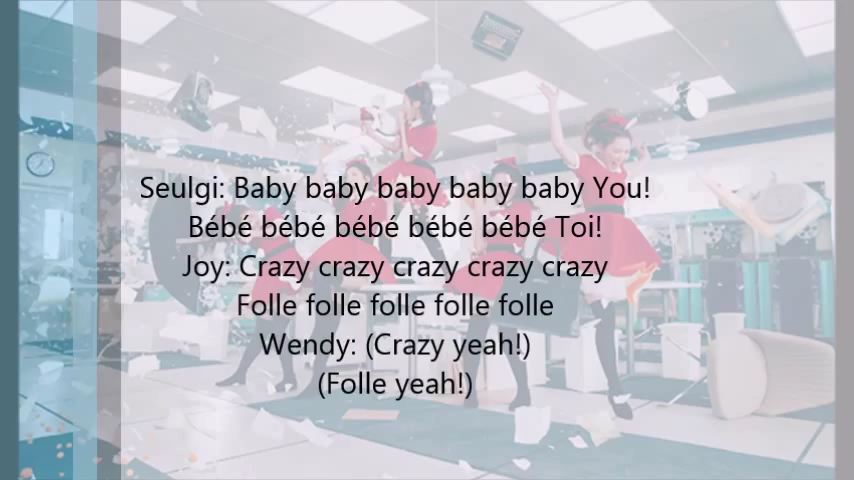 Seulgi: Baby baby baby baby baby You!
Bébé bébé bébé bébé bébé Toi!
Joy: Crazy crazy crazy crazy crazy
Folle folle folle folle folle
Wendy: (Crazy yeah!)
(Folle yeah!)